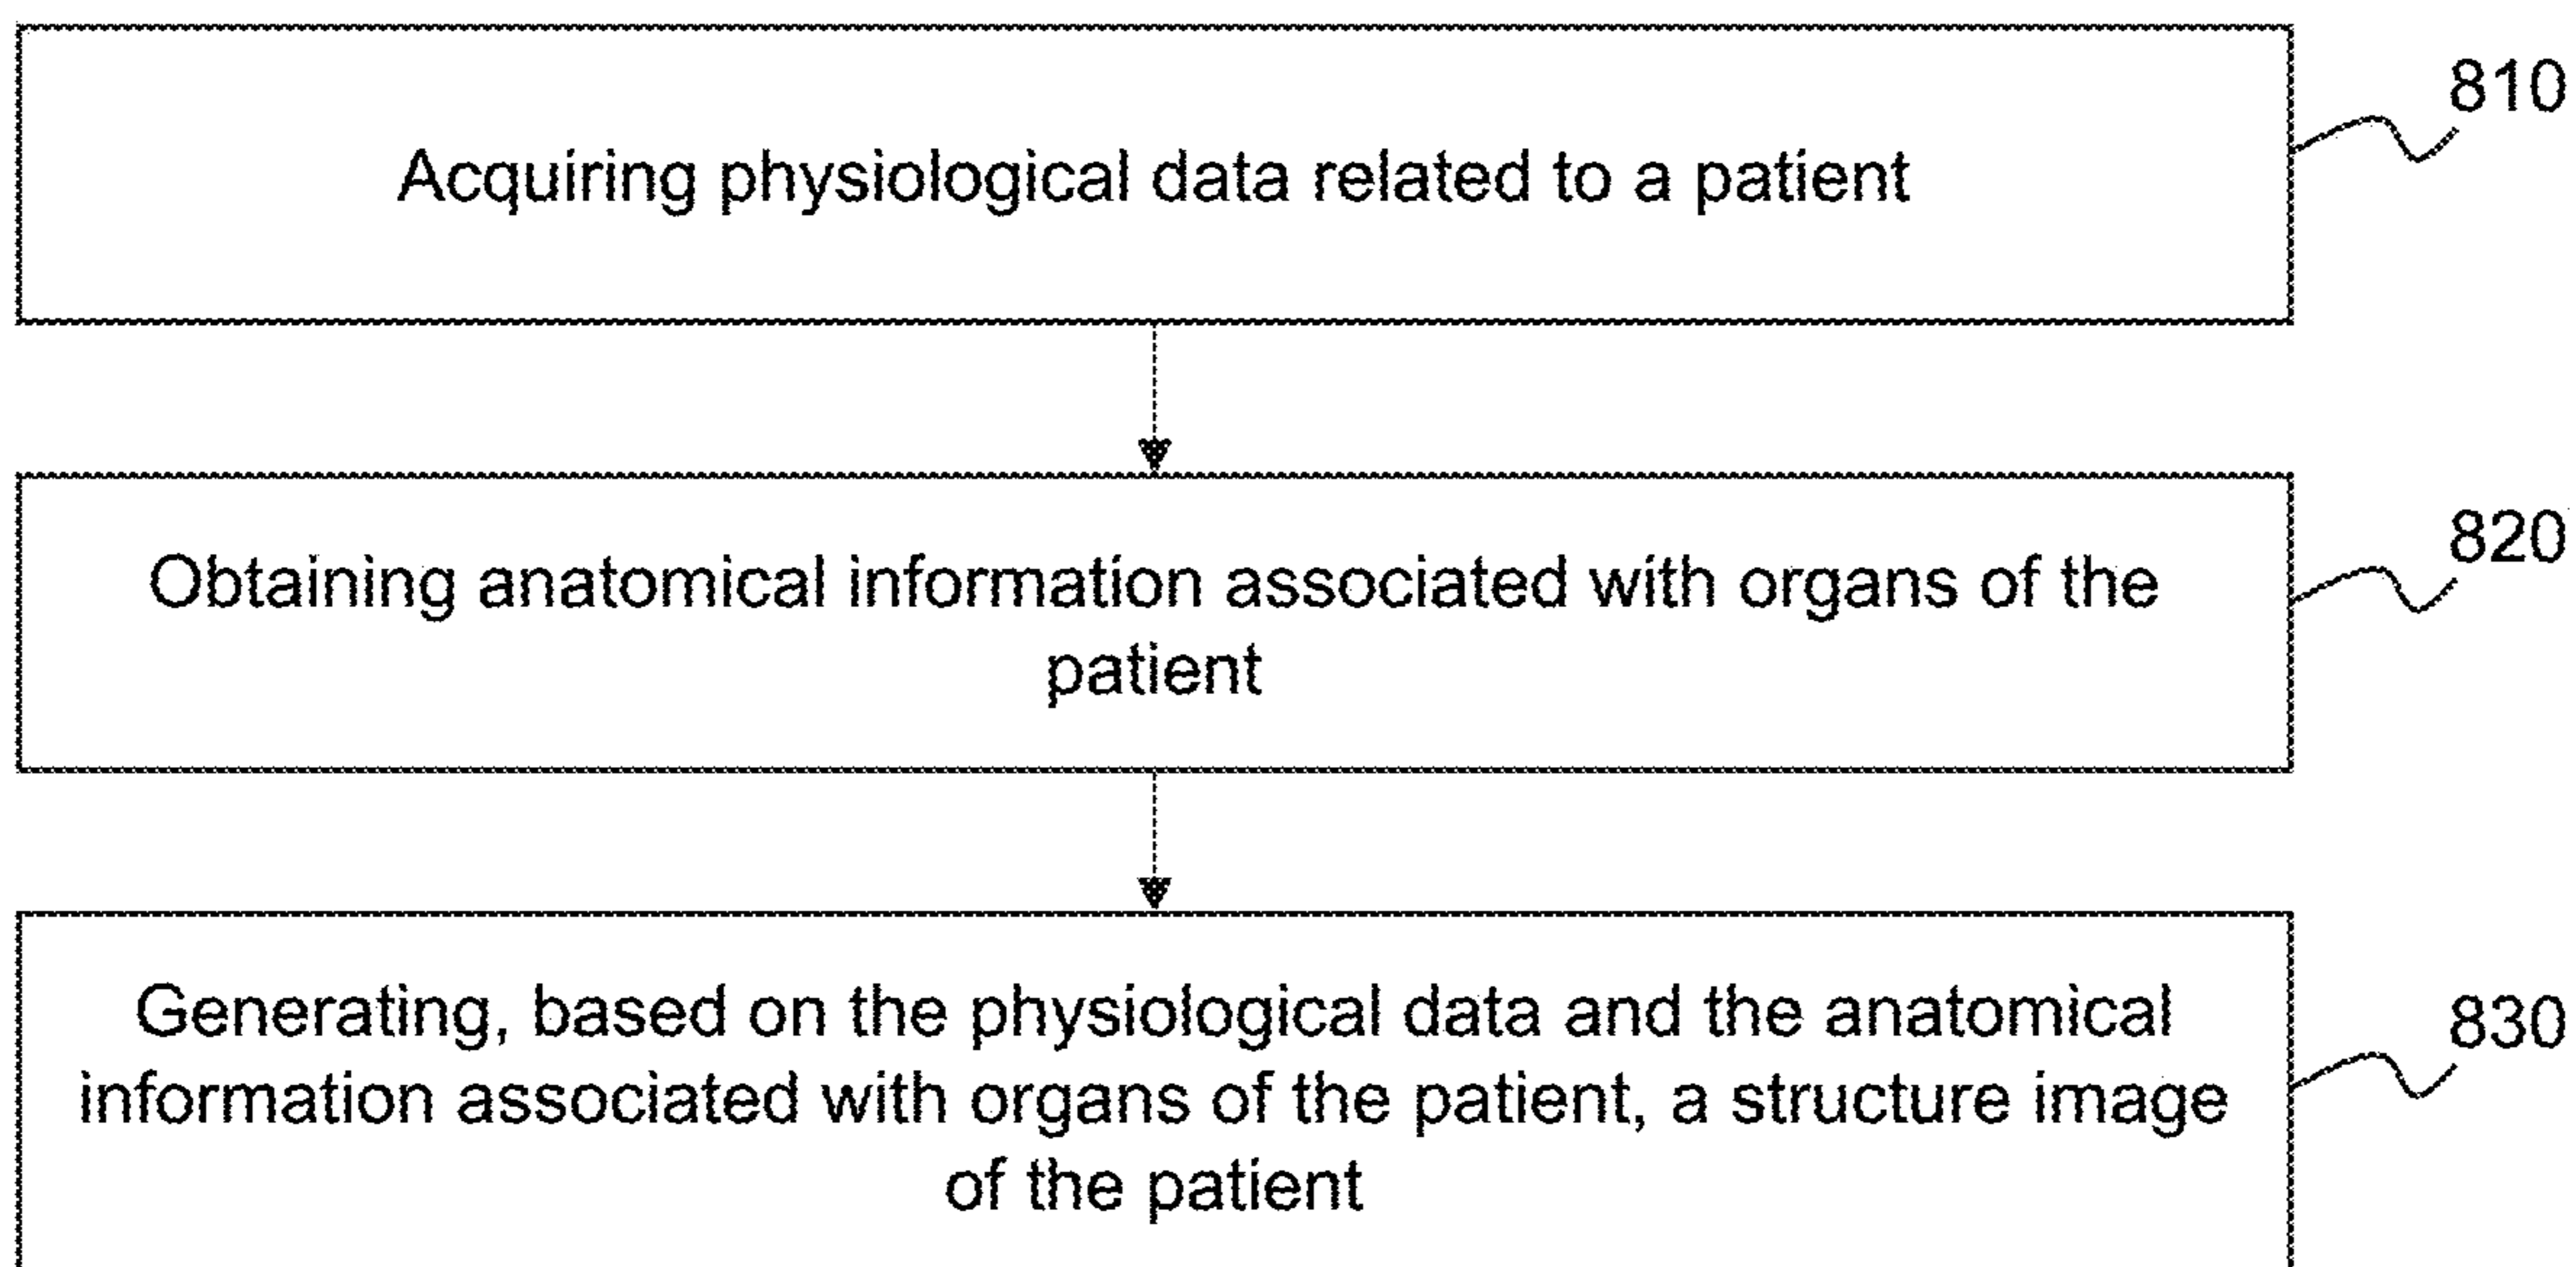 810
Acquiring physiological data related to a patient
820
Obtaining anatomical information associated with organs of the
patient
830
Generating, based on the physiological data and the anatomical
information associated with organs of the patient, a structure image
of the patient